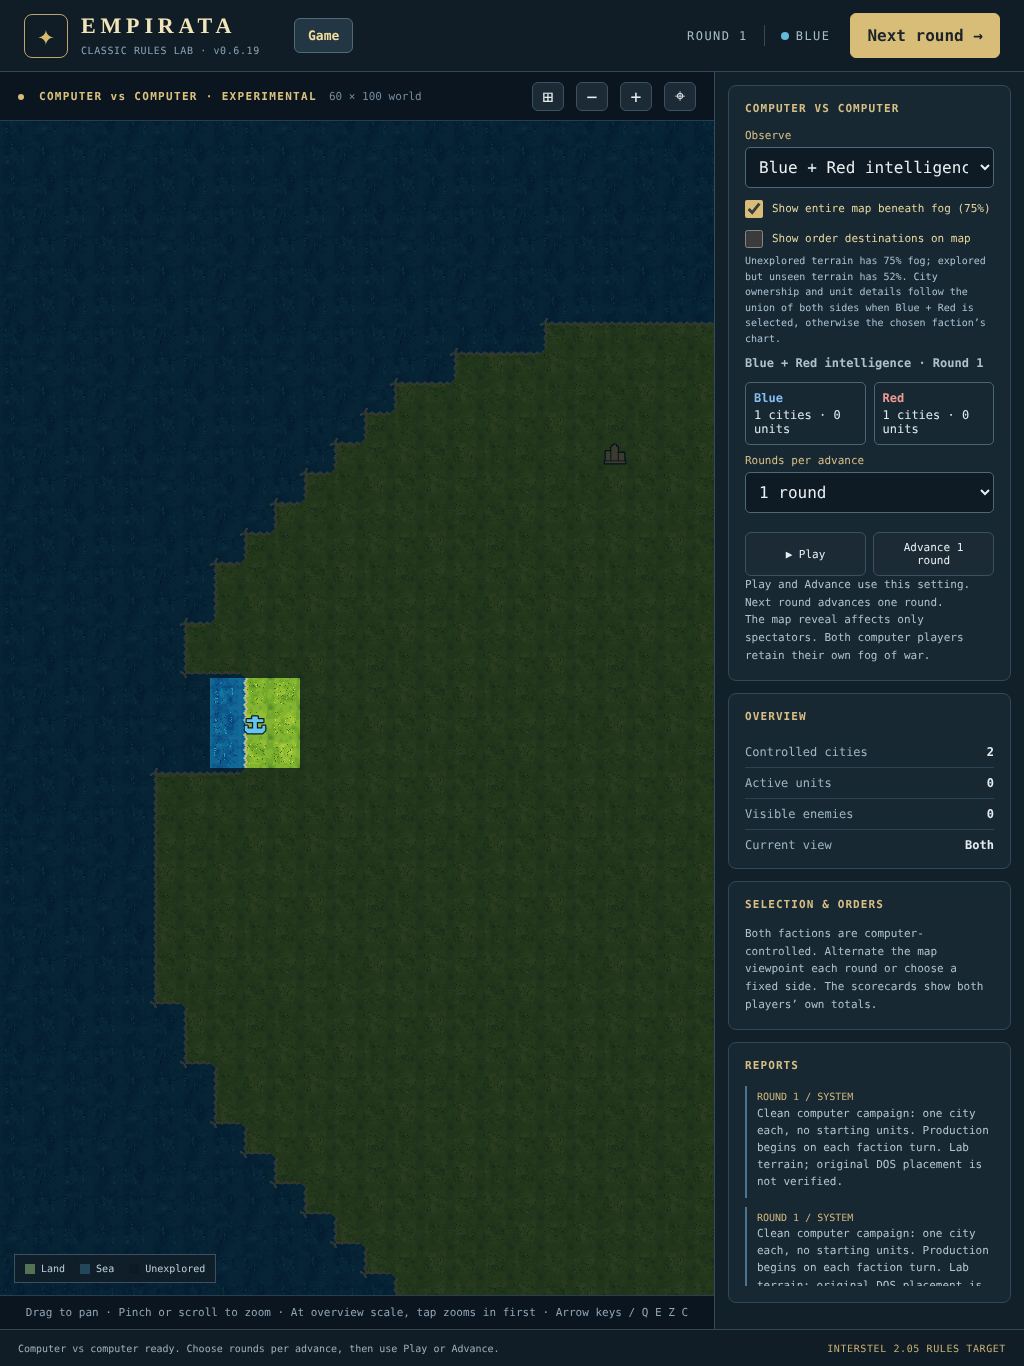 EMPIRATA
CLASSIC RULES LAB · v0.6.19
Game
ROUND 1
BLUE
Next round →
COMPUTER vs COMPUTER · EXPERIMENTAL 60 × 100 world
COMPUTER VS COMPUTER
Observe
Blue + Red intelligenc
Show entire map beneath fog (75%)
Show order destinations on map
Unexplored terrain has 75% fog; explored
but unseen terrain has 52%. City
ownership and unit details follow the
union of both sides when Blue + Red is
selected, otherwise the chosen faction’s
chart.
Blue + Red intelligence · Round 1
Blue
1 cities · 0
units
Red
1 cities · 0
units
Rounds per advance
1 round
▶ Play
Advance 1
round
Play and Advance use this setting.
Next round advances one round.
The map reveal affects only
spectators. Both computer players
retain their own fog of war.
OVERVIEW
Controlled cities 2
Active units 0
Visible enemies 0
Current view Both
SELECTION & ORDERS
Both factions are computer-
controlled. Alternate the map
viewpoint each round or choose a
fixed side. The scorecards show both
players’ own totals.
REPORTS
ROUND 1 / SYSTEM
Clean computer campaign: one city
each, no starting units. Production
begins on each faction turn. Lab
terrain; original DOS placement is
not verified.
ROUND 1 / SYSTEM
Clean computer campaign: one city
each, no starting units. Production
begins on each faction turn. Lab
terrain; original DOS placement is
Land Sea Unexplored
Drag to pan · Pinch or scroll to zoom · At overview scale, tap zooms in first · Arrow keys / Q E Z C
Computer vs computer ready. Choose rounds per advance, then use Play or Advance.
INTERSTEL 2.05 RULES TARGET